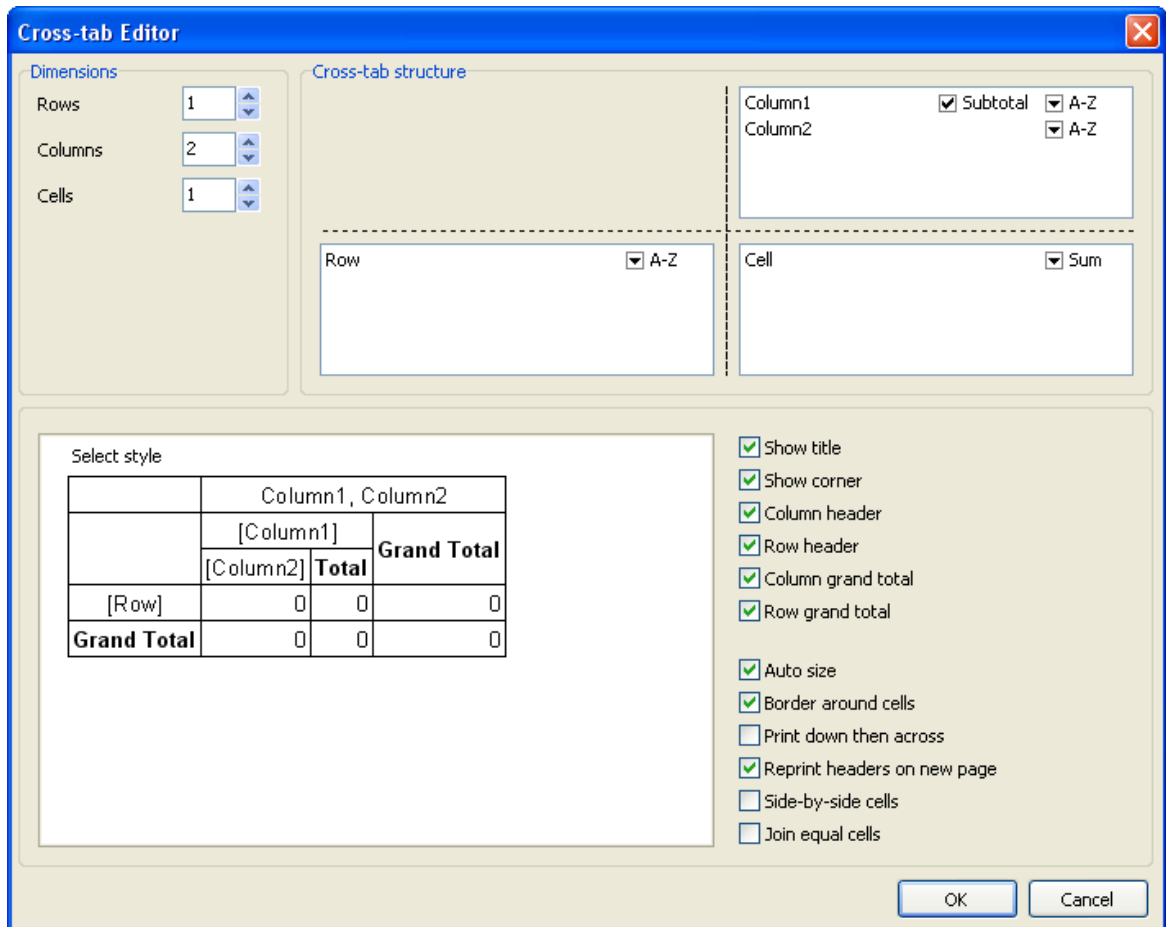 Cross-tab Editor
Dimensions
Rows 1
Columns 2
Cells 1
Cross-tab structure
Column1 Subtotal A-Z
Column2 A-Z
Row A-Z
Cell Sum
Select style
Column1, Column2
[Column1] Grand Total
[Column2] Total
[Row] 0 0 0
Grand Total 0 0 0
Show title
Show corner
Column header
Row header
Column grand total
Row grand total
Auto size
Border around cells
Print down then across
Reprint headers on new page
Side-by-side cells
Join equal cells
OK Cancel